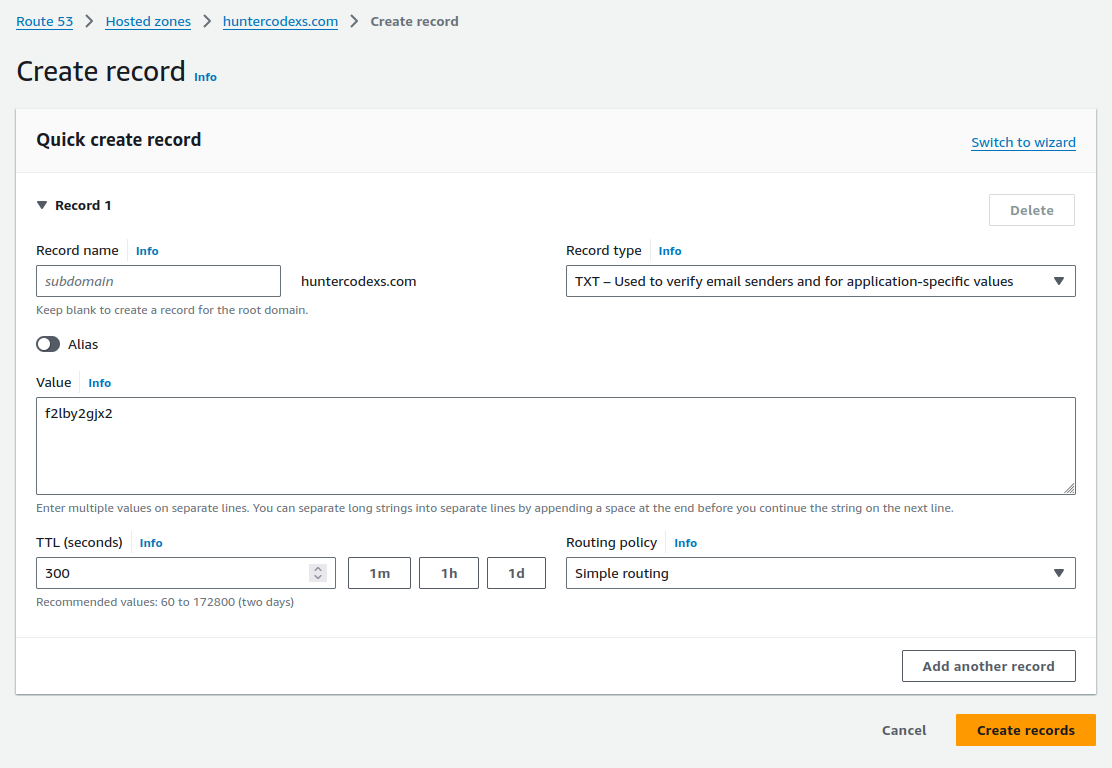 Route 53 > Hosted zones > huntercodexs.com > Create record
Create record Info
Quick create record
Switch to wizard
Record 1
Delete
Record name Info
subdomain
huntercodexs.com
Keep blank to create a record for the root domain.
Record type Info
TXT – Used to verify email senders and for application-specific values
Alias
Value Info
f2lby2gjx2
Enter multiple values on separate lines. You can separate long strings into separate lines by appending a space at the end before you continue the string on the next line.
TTL (seconds) Info
300
1m
1h
1d
Recommended values: 60 to 172800 (two days)
Routing policy Info
Simple routing
Add another record
Cancel
Create records